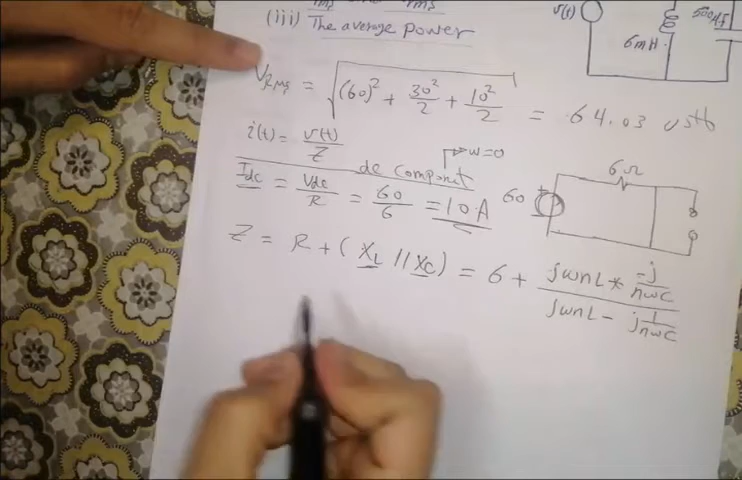 (iii) The average power
v(t)
6mH
500μF
V_RMS = √((60)² + 30²/2 + 10²/2) = 64.03 volt
i(t) = v(t)/Z
↱ w=0
dc component
I_dc = V_dc/R = 60/6 = 10 A
60
6Ω
Z = R + (X_L // X_C) = 6 + (jwnL * -j/nwC)/(jwnL - j 1/nwC)